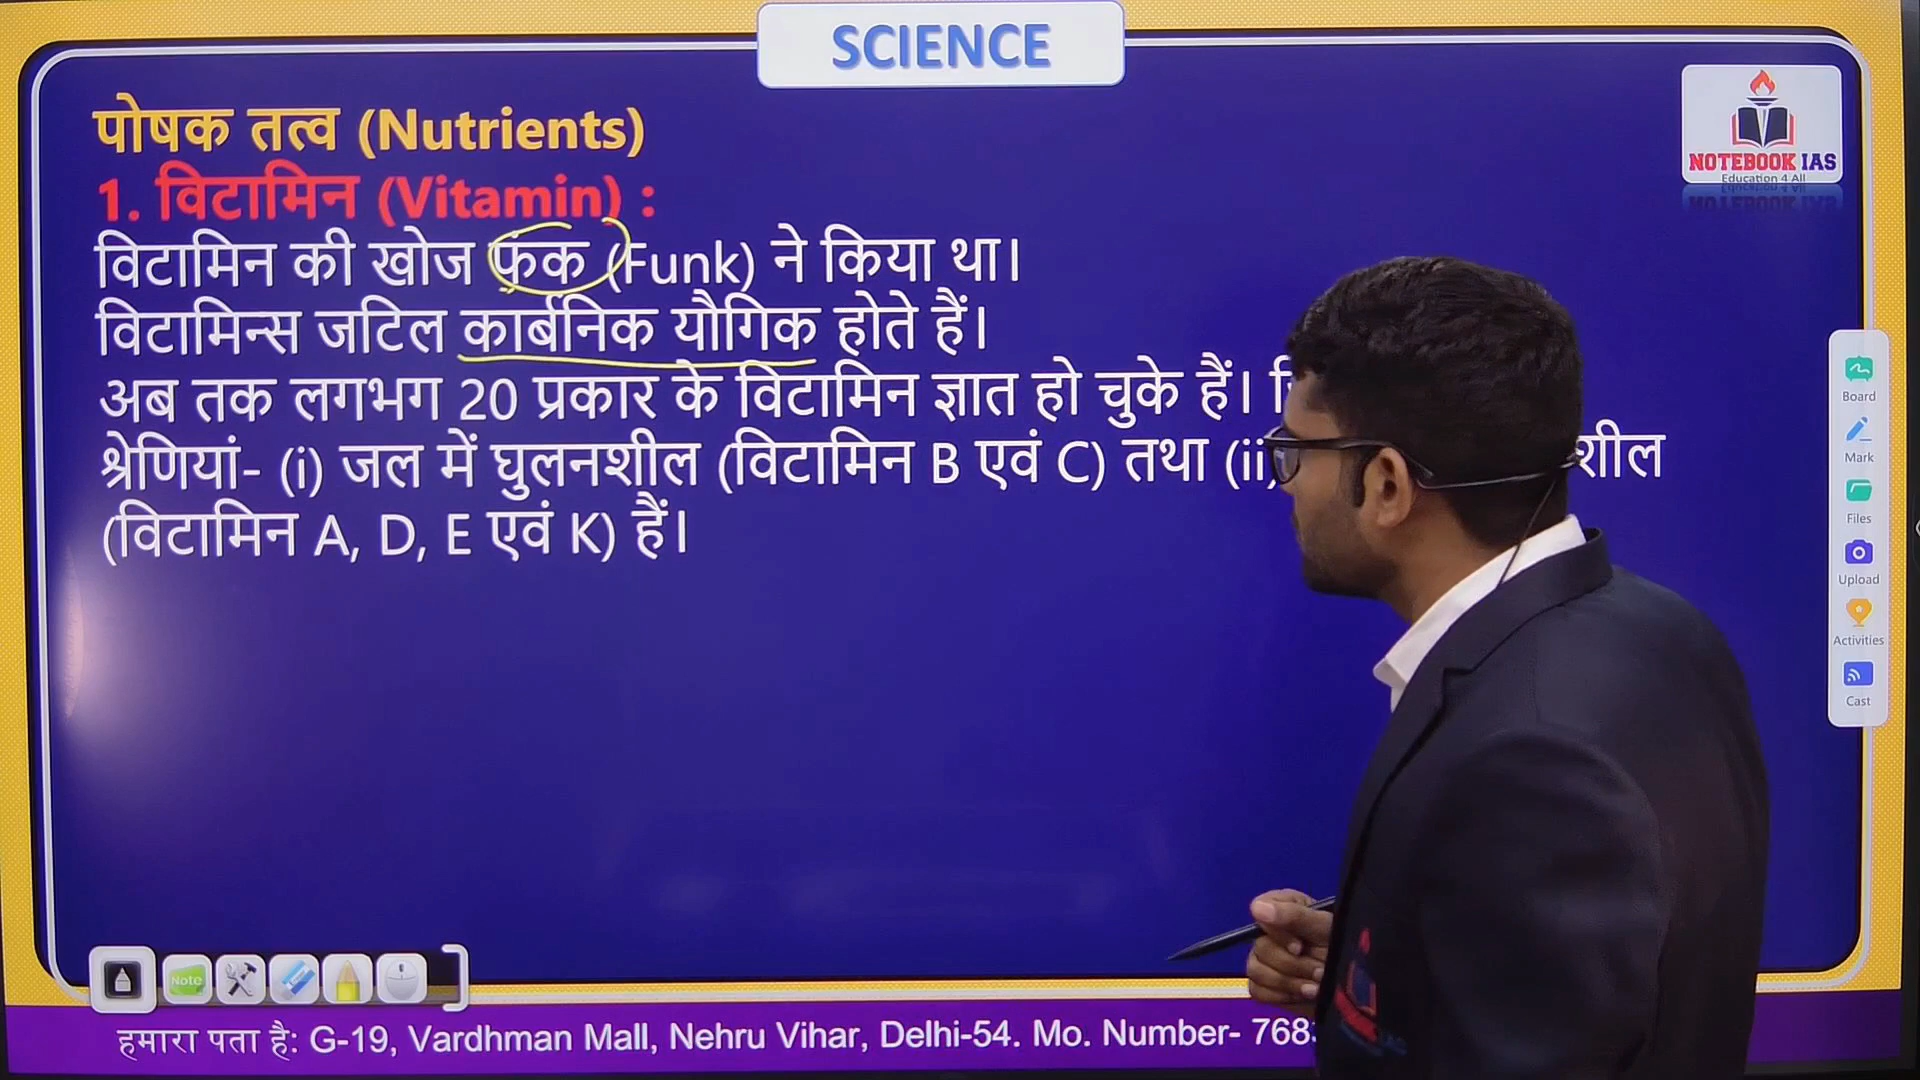 SCIENCE
पोषक तत्व (Nutrients)
1. विटामिन (Vitamin) :
विटामिन की खोज फंक (Funk) ने किया था।
विटामिन्स जटिल कार्बनिक यौगिक होते हैं।
अब तक लगभग 20 प्रकार के विटामिन ज्ञात हो चुके हैं।
श्रेणियां- (i) जल में घुलनशील (विटामिन B एवं C) तथा (ii) शील
(विटामिन A, D, E एवं K) हैं।
NOTEBOOK IAS
Education 4 All
Board
Mark
Files
Upload
Activities
Cast
Note
हमारा पता है: G-19, Vardhman Mall, Nehru Vihar, Delhi-54. Mo. Number- 768